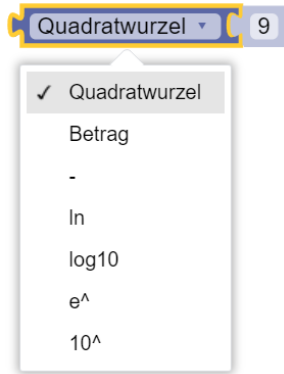 Quadratwurzel 9
✓ Quadratwurzel
Betrag
-
ln
log10
e^
10^